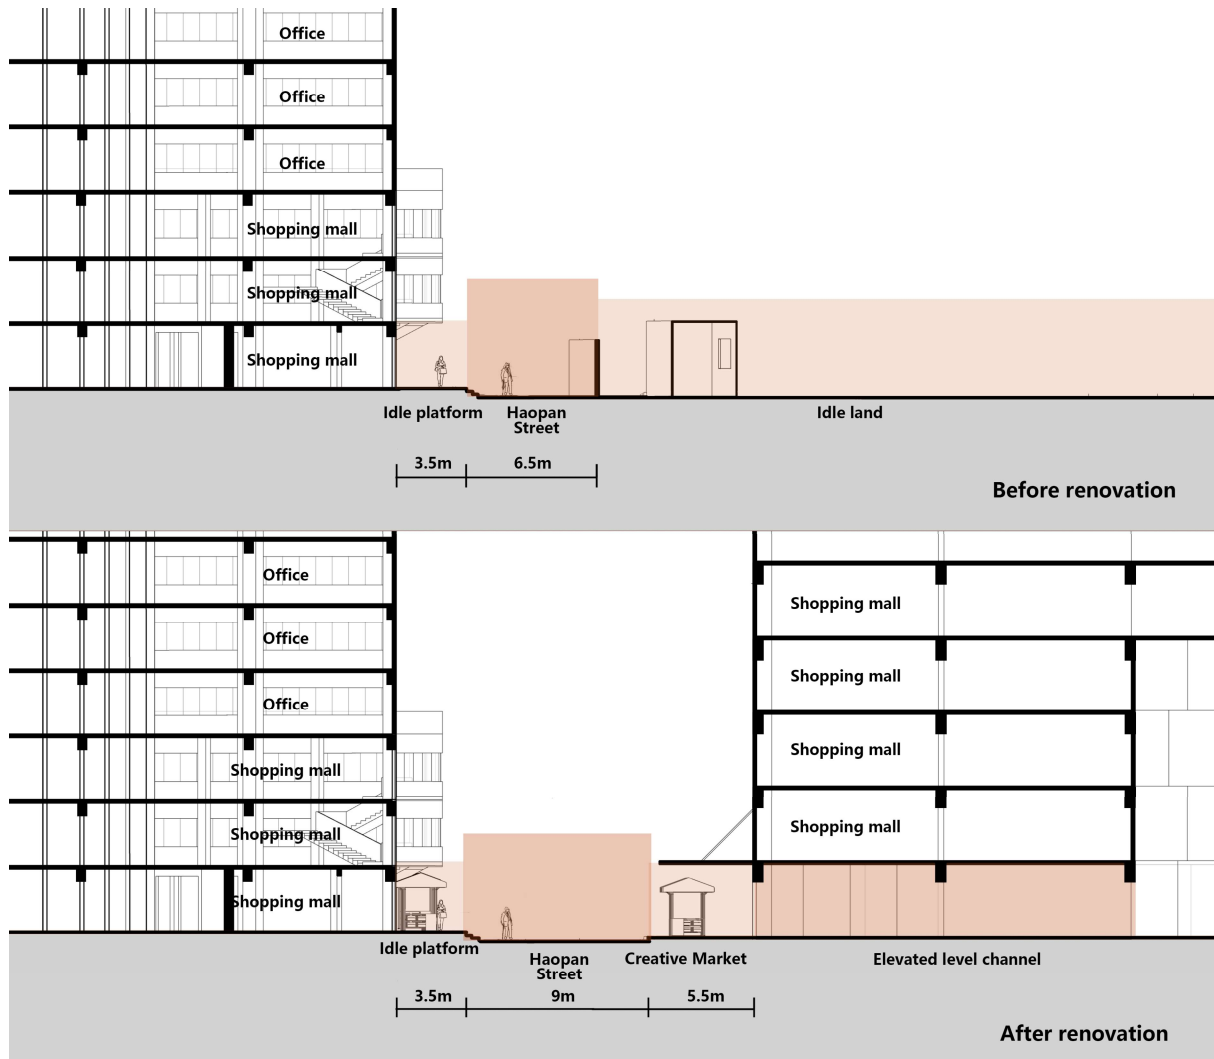 Office
Office
Office
Shopping mall
Shopping mall
Shopping mall
Idle platform
Haopan
Street
Idle land
3.5m
6.5m
Before renovation
Office
Office
Office
Shopping mall
Shopping mall
Shopping mall
Shopping mall
Shopping mall
Shopping mall
Shopping mall
Idle platform
Haopan
Street
Creative Market
Elevated level channel
3.5m
9m
5.5m
After renovation